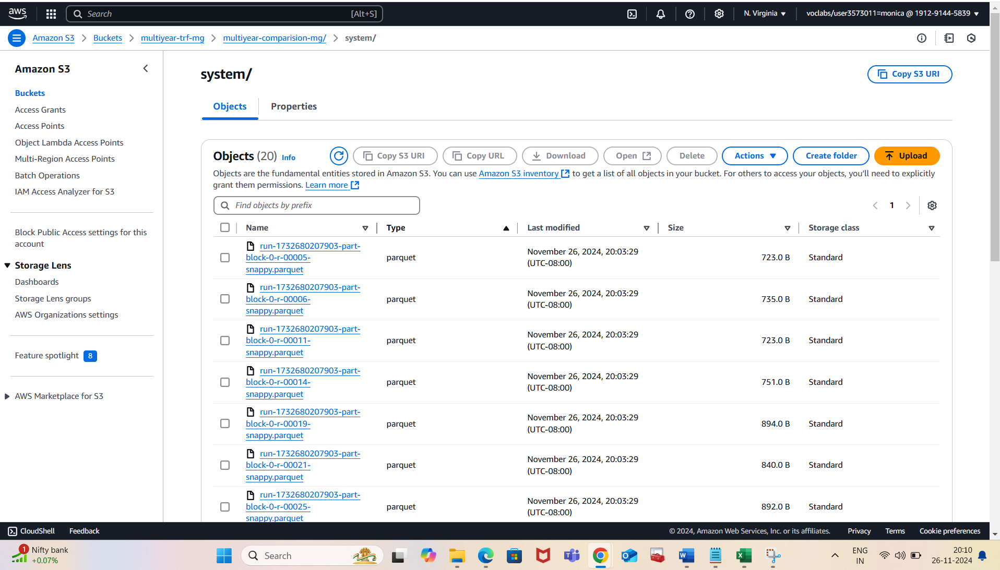 aws
Search
[Alt+S]
N. Virginia
voclabs/user3573011=monica @ 1912-9144-5839
Amazon S3
Buckets
multiyear-trf-mg
multiyear-comparision-mg/
system/
Amazon S3
Buckets
Access Grants
Access Points
Object Lambda Access Points
Multi-Region Access Points
Batch Operations
IAM Access Analyzer for S3
Block Public Access settings for this
account
Storage Lens
Dashboards
Storage Lens groups
AWS Organizations settings
Feature spotlight 8
AWS Marketplace for S3
system/
Copy S3 URI
Objects
Properties
Objects (20) Info
Copy S3 URI
Copy URL
Download
Open
Delete
Actions
Create folder
Upload
Objects are the fundamental entities stored in Amazon S3. You can use Amazon S3 inventory to get a list of all objects in your bucket. For others to access your objects, you’ll need to explicitly
grant them permissions. Learn more
Find objects by prefix
1
Name
Type
Last modified
Size
Storage class
run-1732680207903-part-
block-0-r-00005-
snappy.parquet
parquet
November 26, 2024, 20:03:29
(UTC-08:00)
723.0 B
Standard
run-1732680207903-part-
block-0-r-00006-
snappy.parquet
parquet
November 26, 2024, 20:03:29
(UTC-08:00)
735.0 B
Standard
run-1732680207903-part-
block-0-r-00011-
snappy.parquet
parquet
November 26, 2024, 20:03:29
(UTC-08:00)
723.0 B
Standard
run-1732680207903-part-
block-0-r-00014-
snappy.parquet
parquet
November 26, 2024, 20:03:29
(UTC-08:00)
751.0 B
Standard
run-1732680207903-part-
block-0-r-00019-
snappy.parquet
parquet
November 26, 2024, 20:03:29
(UTC-08:00)
894.0 B
Standard
run-1732680207903-part-
block-0-r-00021-
snappy.parquet
parquet
November 26, 2024, 20:03:29
(UTC-08:00)
840.0 B
Standard
run-1732680207903-part-
block-0-r-00025-
snappy.parquet
parquet
November 26, 2024, 20:03:29
(UTC-08:00)
892.0 B
Standard
CloudShell
Feedback
© 2024, Amazon Web Services, Inc. or its affiliates.
Privacy
Terms
Cookie preferences
1
Nifty bank
+0.07%
Search
ENG
IN
20:10
26-11-2024